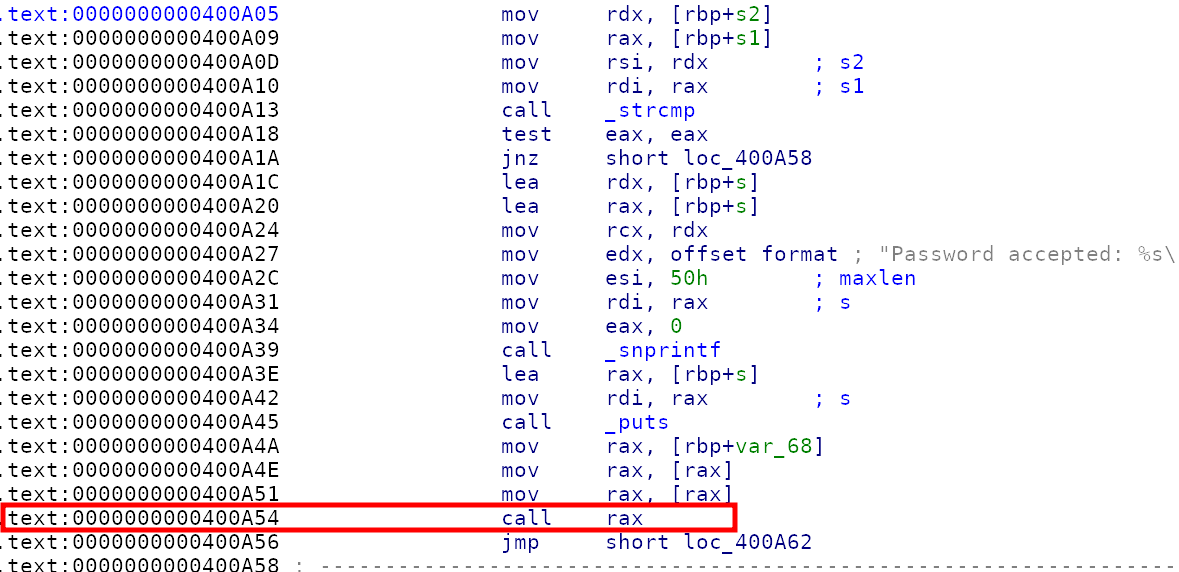 .text:0000000000400A05 mov rdx, [rbp+s2]
.text:0000000000400A09 mov rax, [rbp+s1]
.text:0000000000400A0D mov rsi, rdx ; s2
.text:0000000000400A10 mov rdi, rax ; s1
.text:0000000000400A13 call _strcmp
.text:0000000000400A18 test eax, eax
.text:0000000000400A1A jnz short loc_400A58
.text:0000000000400A1C lea rdx, [rbp+s]
.text:0000000000400A20 lea rax, [rbp+s]
.text:0000000000400A24 mov rcx, rdx
.text:0000000000400A27 mov edx, offset format ; "Password accepted: %s\
.text:0000000000400A2C mov esi, 50h ; maxlen
.text:0000000000400A31 mov rdi, rax ; s
.text:0000000000400A34 mov eax, 0
.text:0000000000400A39 call _snprintf
.text:0000000000400A3E lea rax, [rbp+s]
.text:0000000000400A42 mov rdi, rax ; s
.text:0000000000400A45 call _puts
.text:0000000000400A4A mov rax, [rbp+var_68]
.text:0000000000400A4E mov rax, [rax]
.text:0000000000400A51 mov rax, [rax]
.text:0000000000400A54 call rax
.text:0000000000400A56 jmp short loc_400A62
.text:0000000000400A58 ; ---------------------------------------------------------------------------